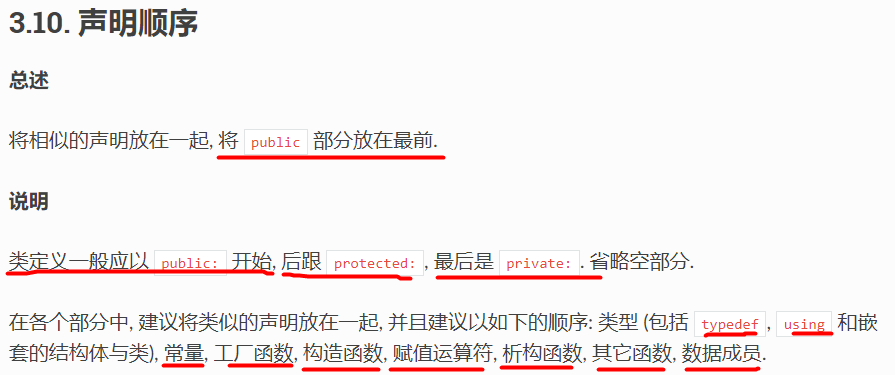 3.10. 声明顺序
总述
将相似的声明放在一起, 将 public 部分放在最前.
说明
类定义一般应以 public: 开始, 后跟 protected: , 最后是 private: . 省略空部分.
在各个部分中, 建议将类似的声明放在一起, 并且建议以如下的顺序: 类型 (包括 typedef , using 和嵌
套的结构体与类), 常量, 工厂函数, 构造函数, 赋值运算符, 析构函数, 其它函数, 数据成员.